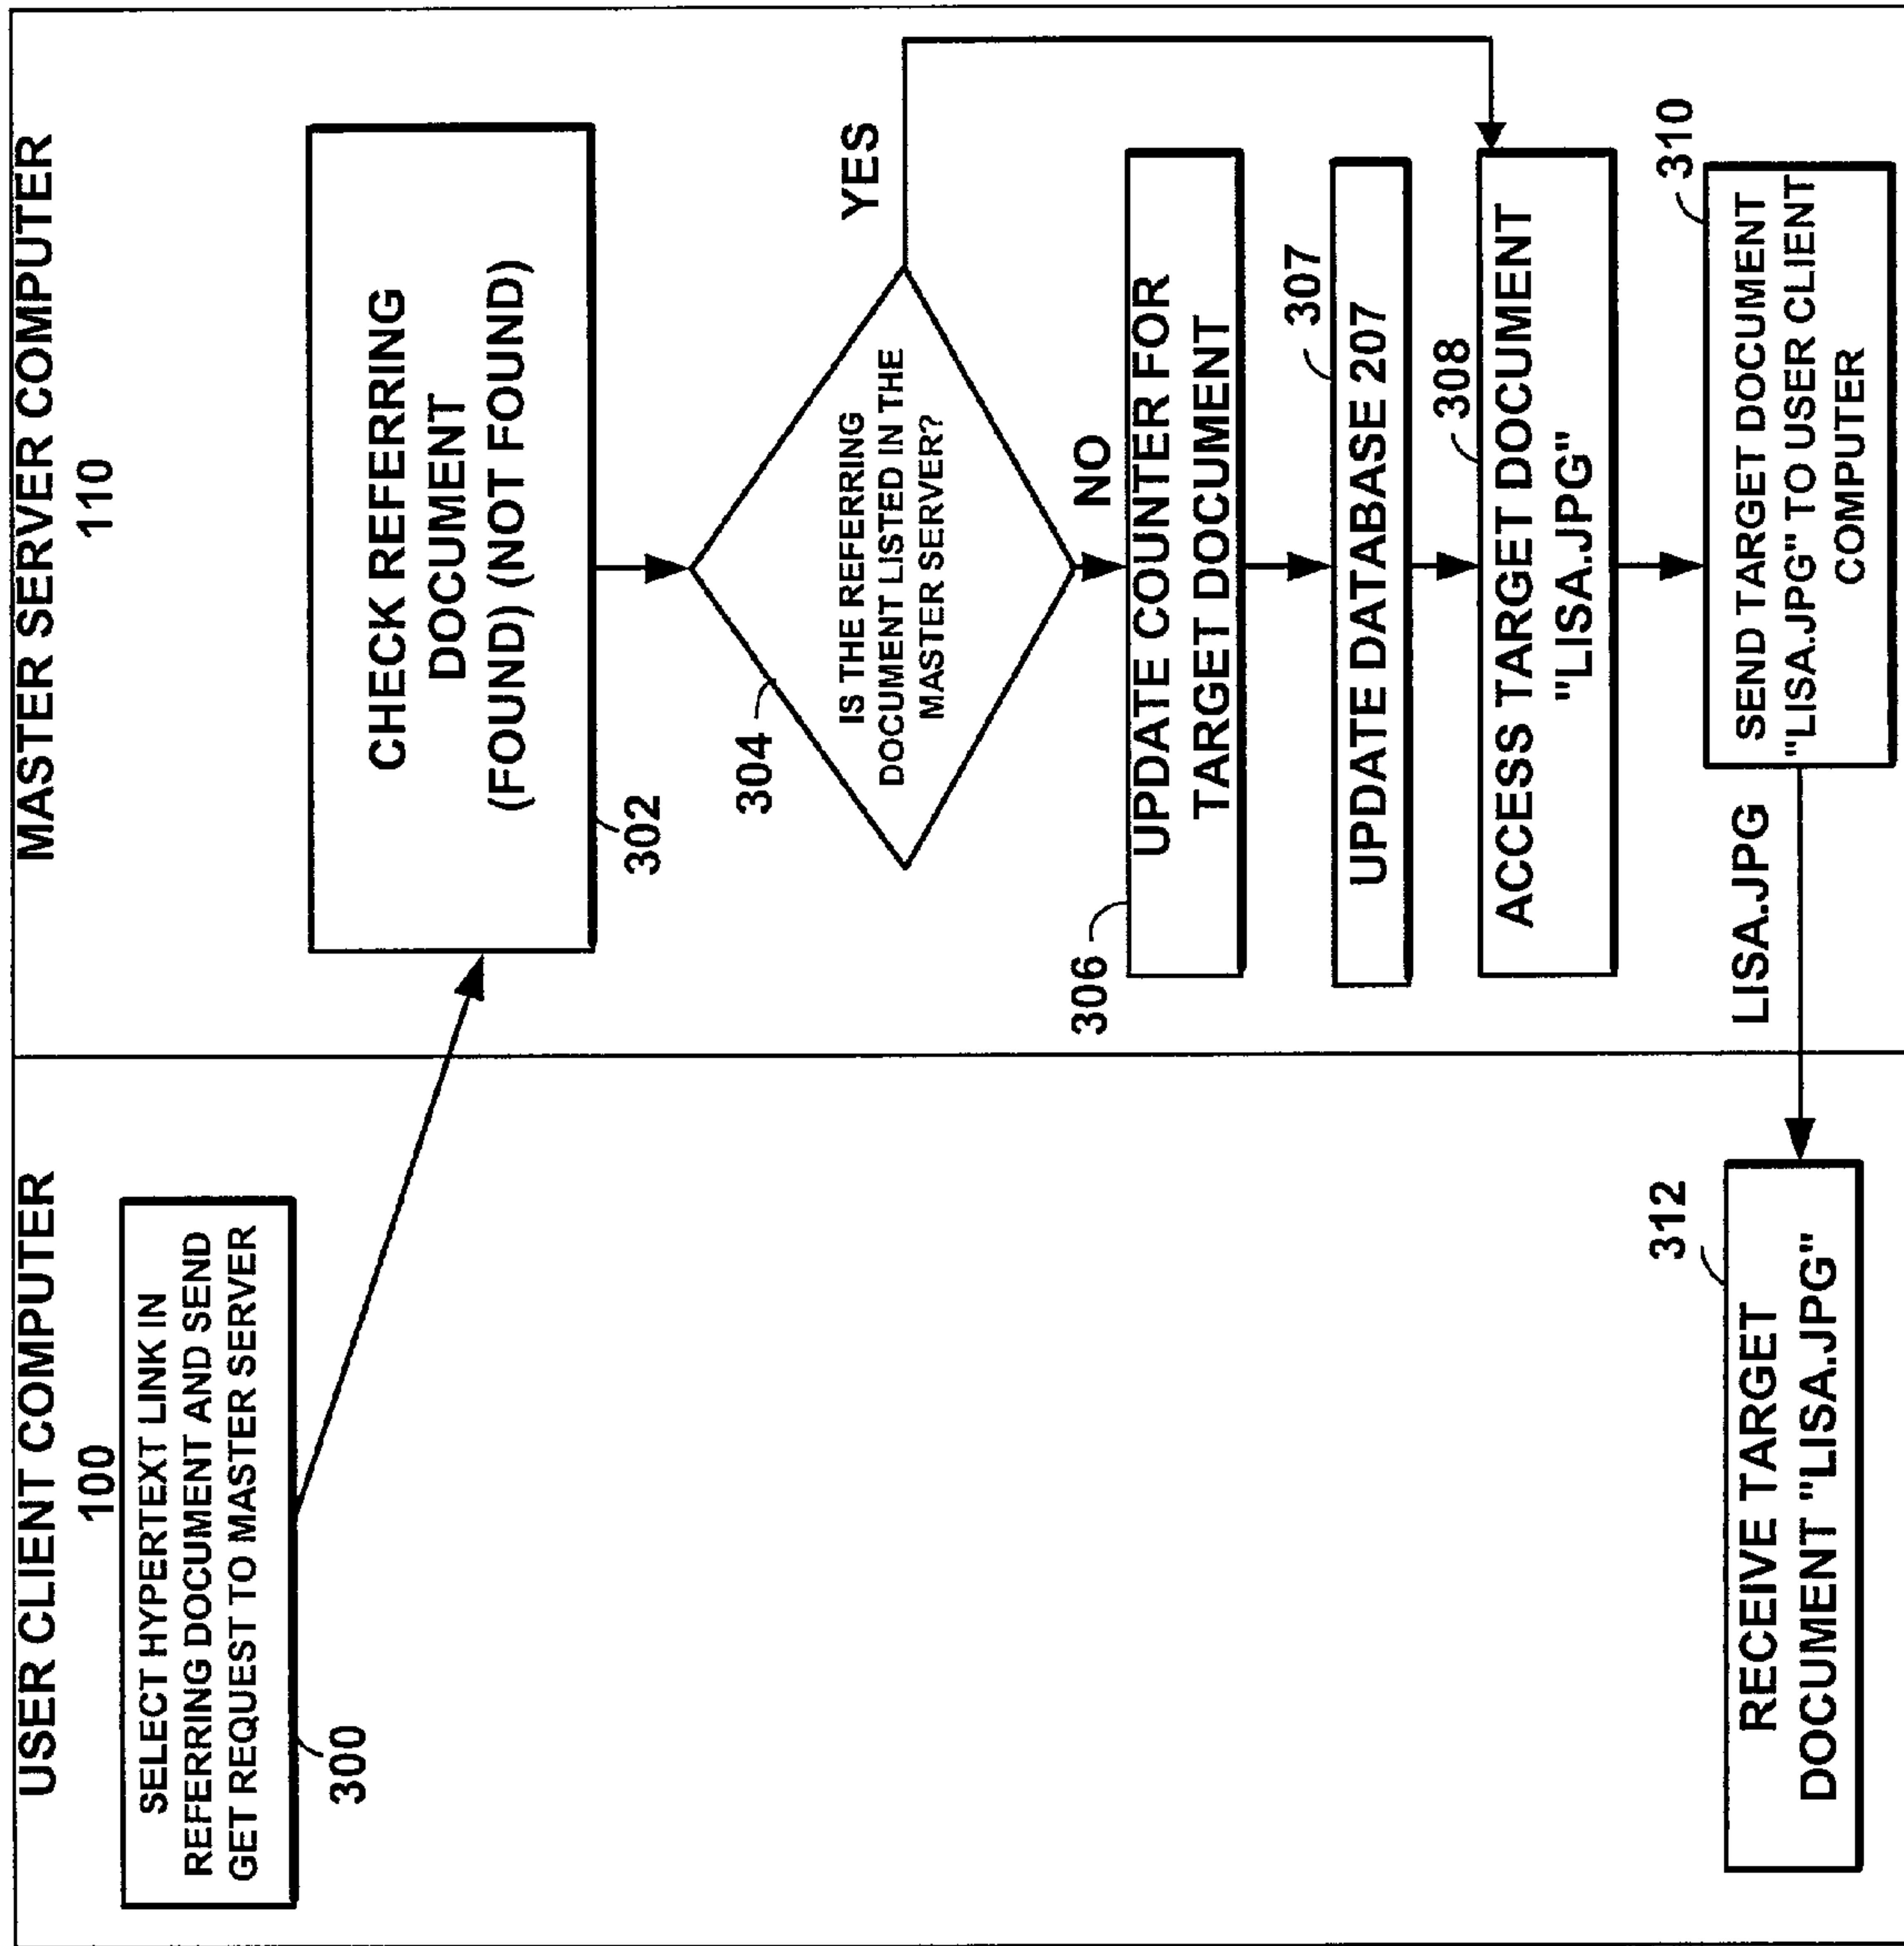 USER CLIENT COMPUTER
100
SELECT HYPERTEXT LINK IN
REFERRING DOCUMENT AND SEND
GET REQUEST TO MASTER SERVER
300
MASTER SERVER COMPUTER
110
CHECK REFERRING
DOCUMENT
(FOUND) (NOT FOUND)
302
304
IS THE REFERRING
DOCUMENT LISTED IN THE
MASTER SERVER?
YES
NO
306
UPDATE COUNTER FOR
TARGET DOCUMENT
307
UPDATE DATABASE 207
308
ACCESS TARGET DOCUMENT
"LISA.JPG"
310
SEND TARGET DOCUMENT
"LISA.JPG" TO USER CLIENT
COMPUTER
LISA.JPG
312
RECEIVE TARGET
DOCUMENT "LISA.JPG"